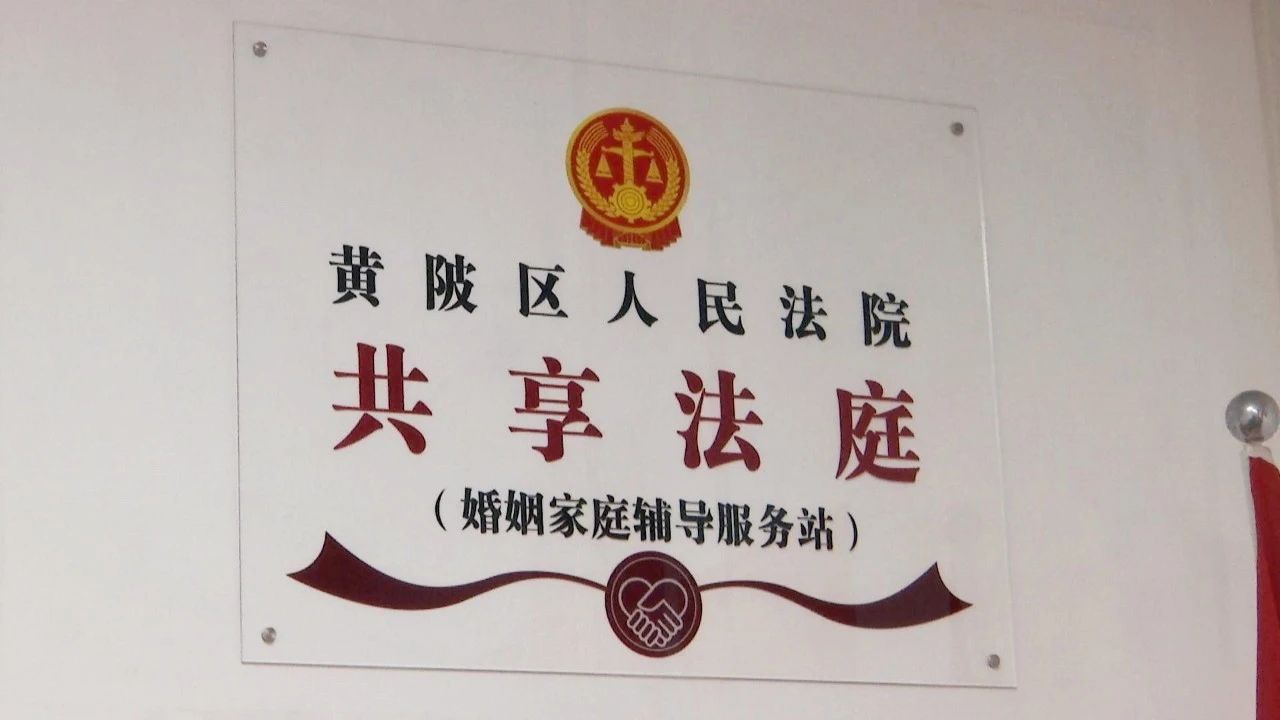 黄陂区人民法院
共享法庭
（婚姻家庭辅导服务站）